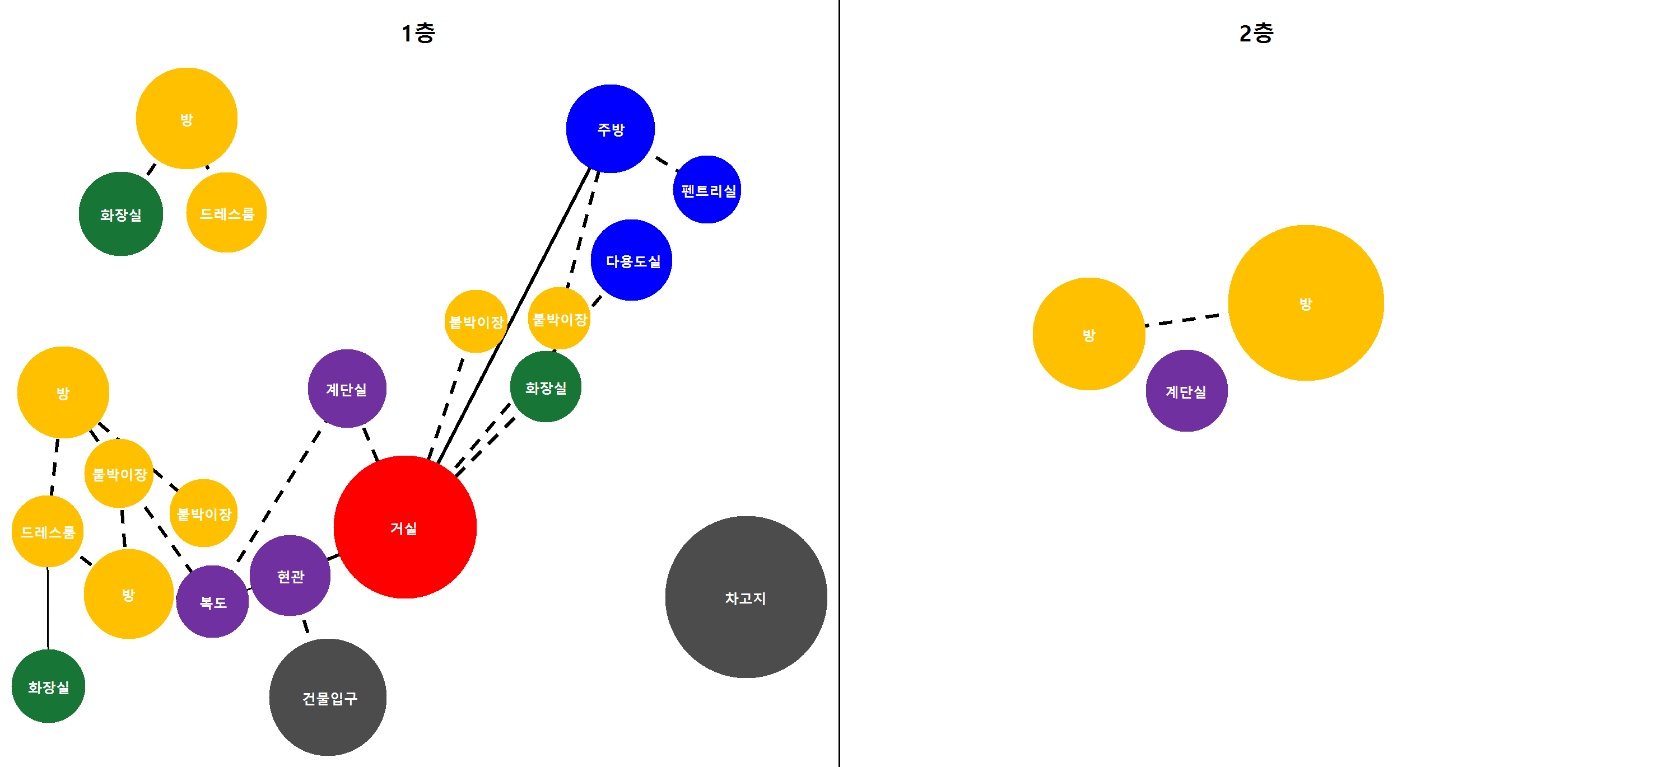 1층
2층
방
주방
펜트리실
화장실
드레스룸
다용도실
방
붙박이장
붙박이장
방
계단실
화장실
방
계단실
방
붙박이장
붙박이장
드레스룸
거실
현관
방
복도
차고지
화장실
건물입구